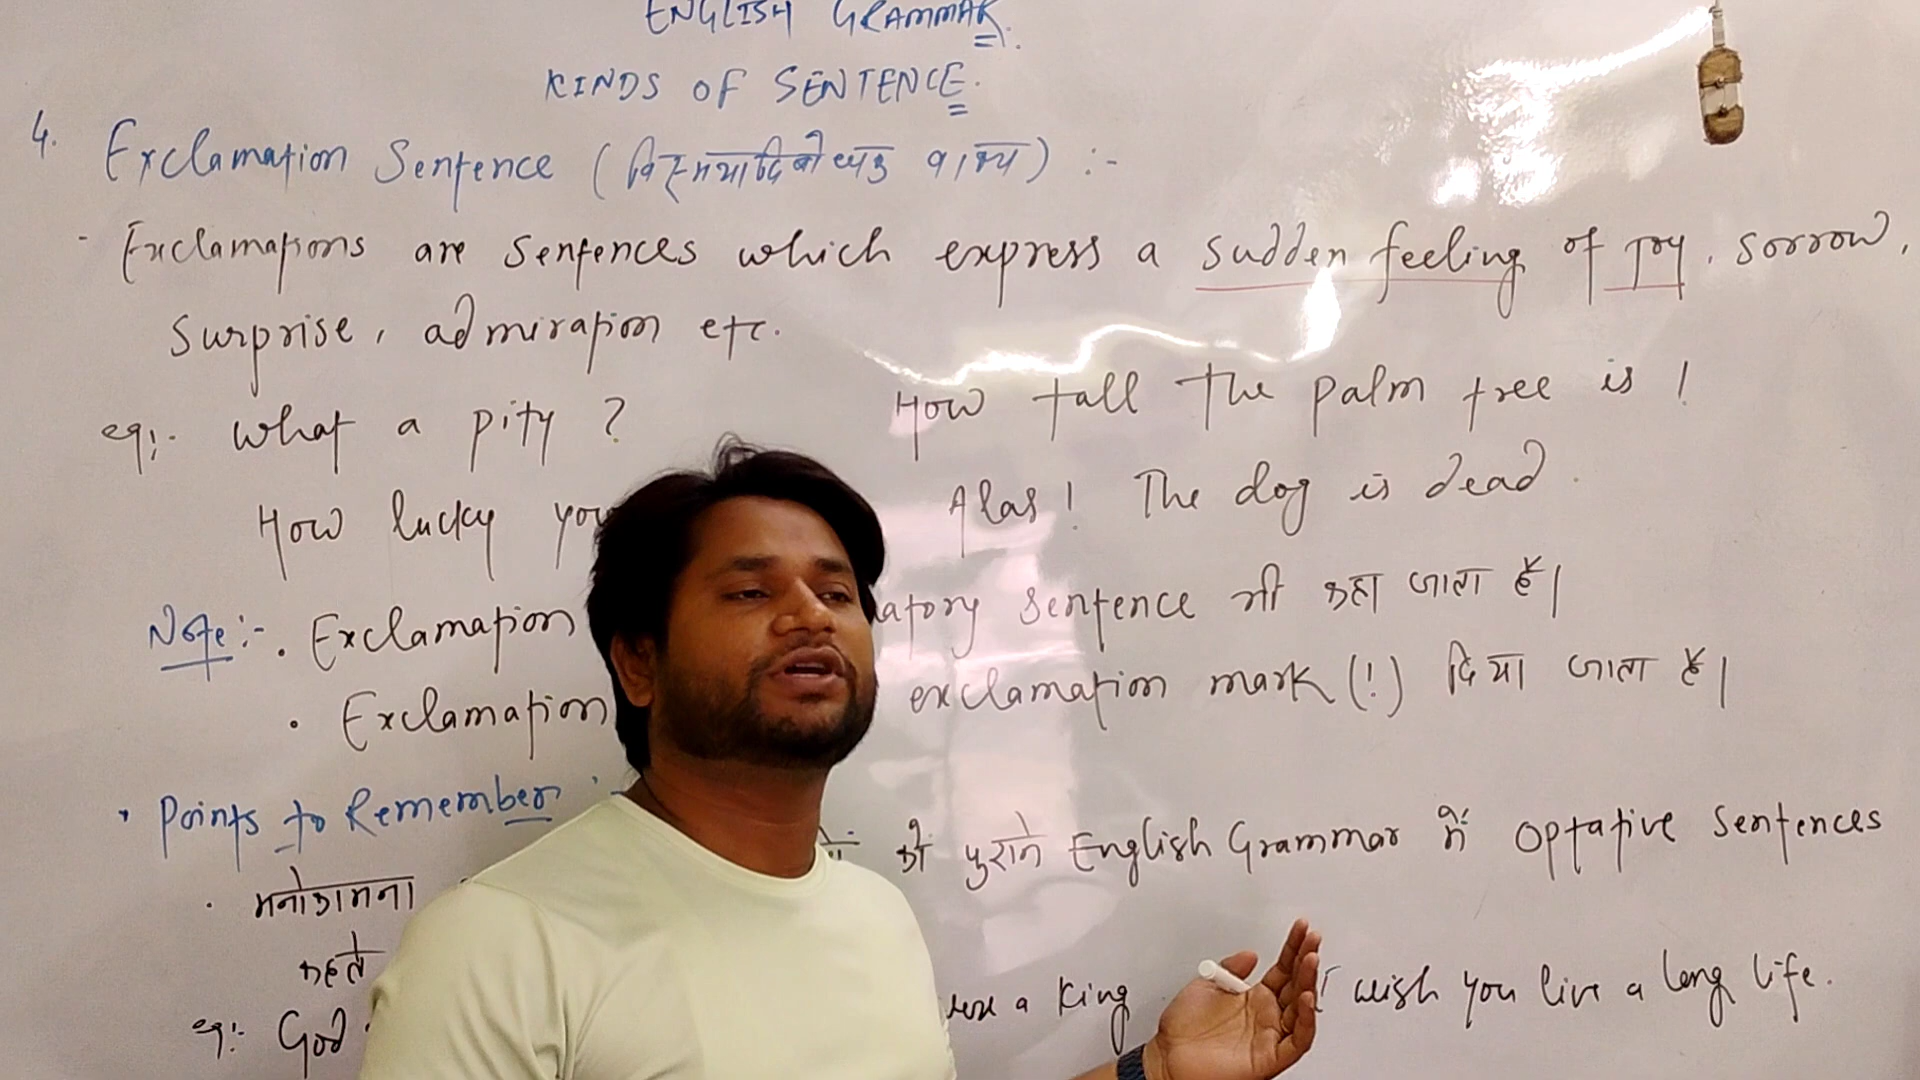 ENGLISH GRAMMAR
KINDS OF SENTENCE.
4. Exclamation Sentence (विस्मयादिबोधक वाक्य) :-
- Exclamations are sentences which express a sudden feeling of Joy, sorrow,
surprise, admiration etc.
eg:- What a pity ?
How tall the palm tree is !
How lucky you
Alas! The dog is dead.
Note:- . Exclamation atory sentence भी कहा जाता है।
. Exclamation exclamation mark (!) दिया जाता है।
. Points to Remember :-
. मनोकामना को पुराने English Grammar में Optative Sentences
कहते
eg:- God a King. I wish you live a long life.